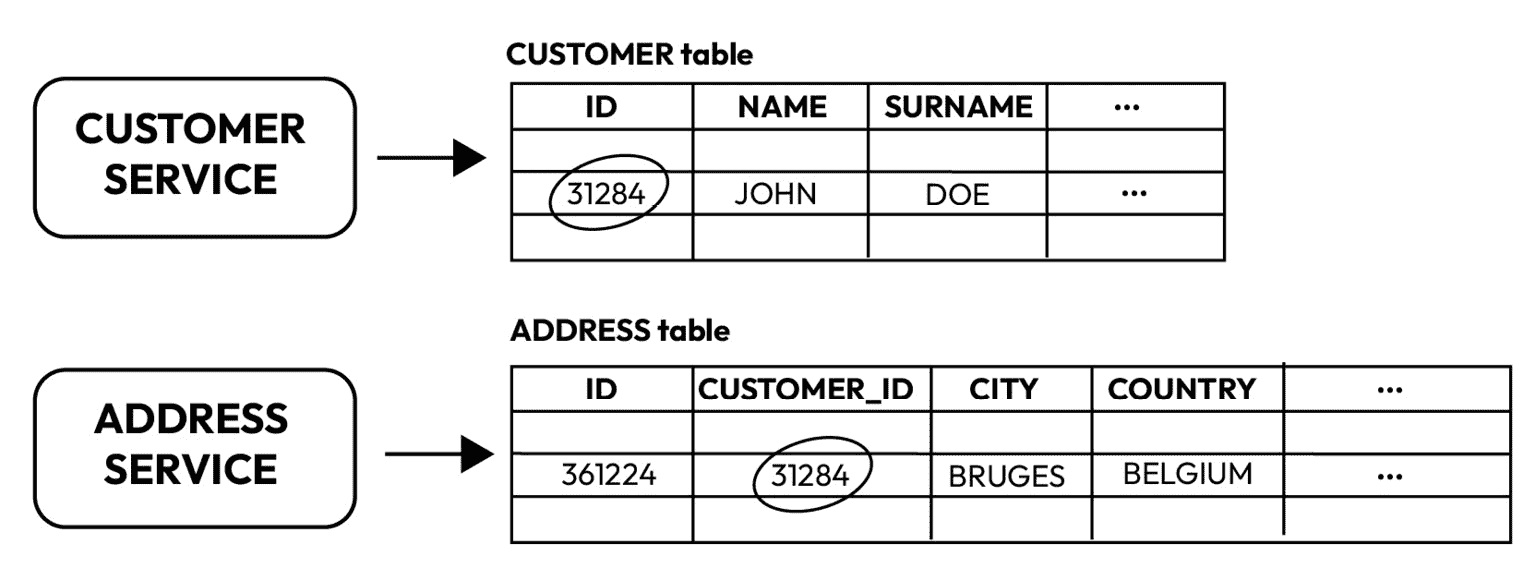 CUSTOMER table
CUSTOMER
SERVICE
ID NAME SURNAME ...
31284 JOHN DOE ...
ADDRESS table
ADDRESS
SERVICE
ID CUSTOMER_ID CITY COUNTRY ...
361224 31284 BRUGES BELGIUM ...